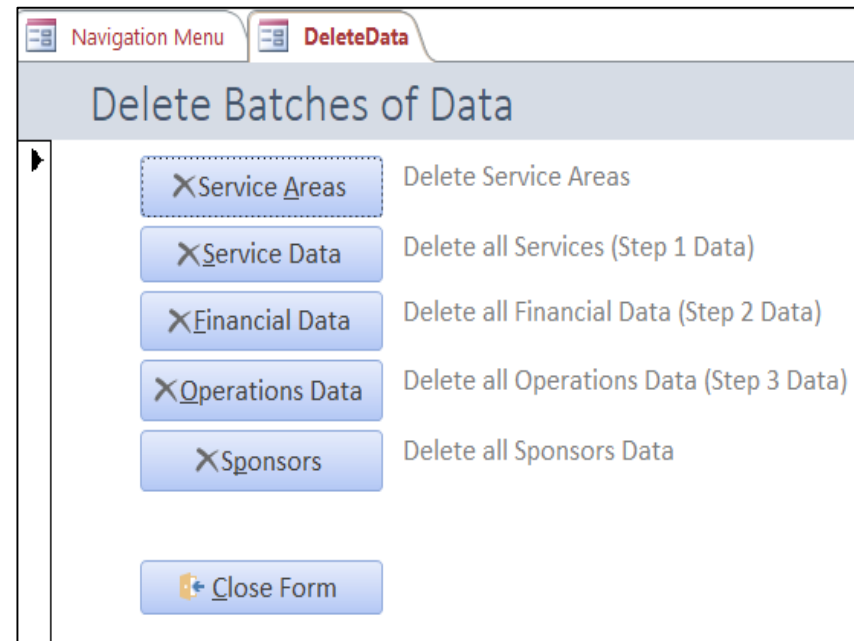 Navigation Menu DeleteData
Delete Batches of Data
Service Areas Delete Service Areas
Service Data Delete all Services (Step 1 Data)
Financial Data Delete all Financial Data (Step 2 Data)
Operations Data Delete all Operations Data (Step 3 Data)
Sponsors Delete all Sponsors Data
Close Form